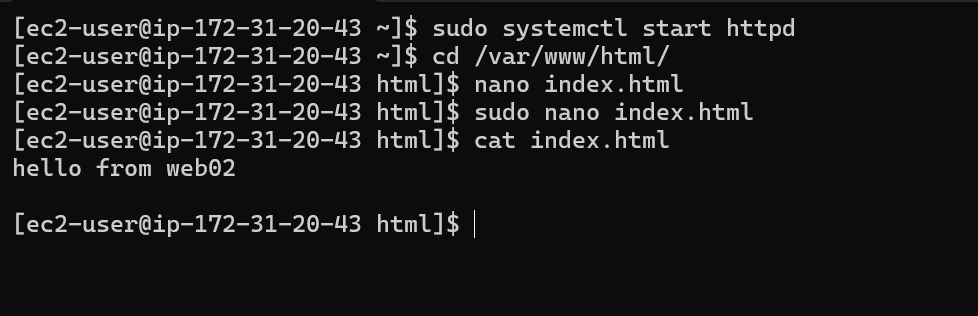 [ec2-user@ip-172-31-20-43 ~]$ sudo systemctl start httpd
[ec2-user@ip-172-31-20-43 ~]$ cd /var/www/html/
[ec2-user@ip-172-31-20-43 html]$ nano index.html
[ec2-user@ip-172-31-20-43 html]$ sudo nano index.html
[ec2-user@ip-172-31-20-43 html]$ cat index.html
hello from web02
[ec2-user@ip-172-31-20-43 html]$